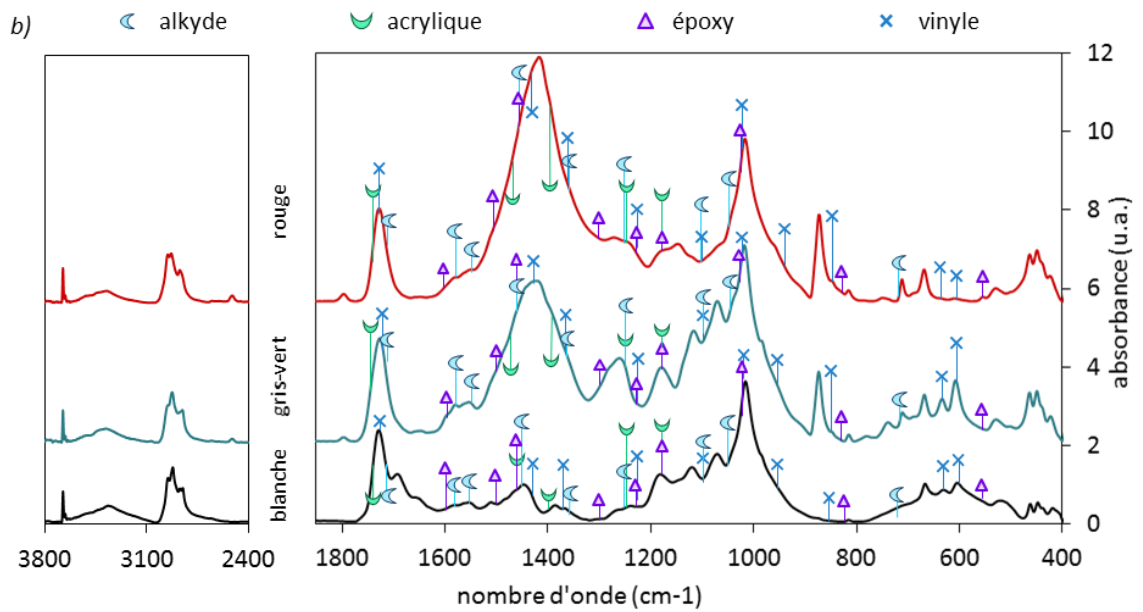 b) alkyde acrylique époxy vinyle
12
10
8
6
4
2
0
absorbance (u.a.)
rouge
gris-vert
blanche
3800 3100 2400 1800 1600 1400 1200 1000 800 600 400
nombre d'onde (cm-1)